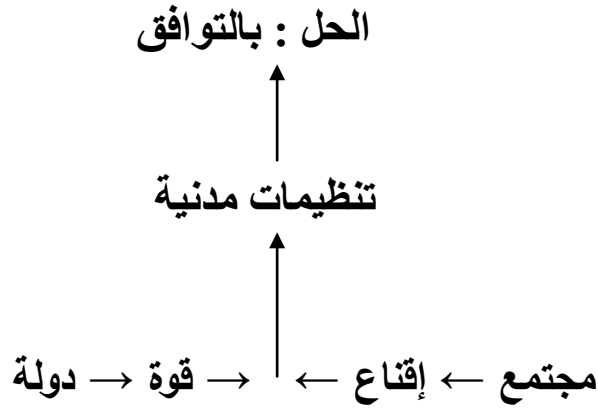 الحل : بالتوافق
تنظيمات مدنية
مجتمع ← إقناع ← → قوة → دولة